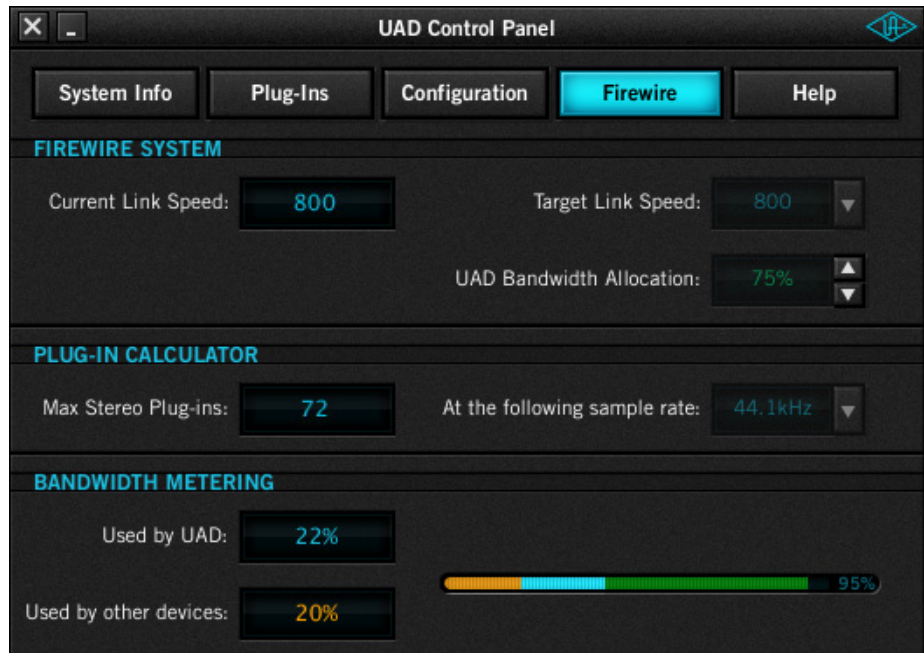 UAD Control Panel
System Info Plug-Ins Configuration Firewire Help
FIREWIRE SYSTEM
Current Link Speed: 800 Target Link Speed: 800
UAD Bandwidth Allocation: 75%
PLUG-IN CALCULATOR
Max Stereo Plug-ins: 72 At the following sample rate: 44.1kHz
BANDWIDTH METERING
Used by UAD: 22%
95%
Used by other devices: 20%